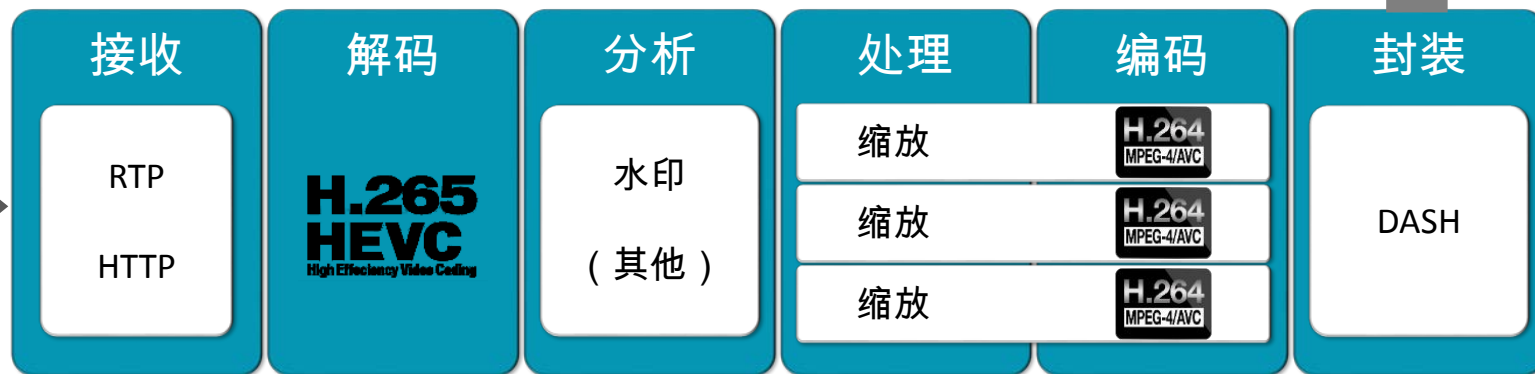 接收
RTP
HTTP
解码
H.265
HEVC
High Effeciency Video Coding
分析
水印
（其他）
处理
编码
缩放
H.264
MPEG-4/AVC
缩放
H.264
MPEG-4/AVC
缩放
H.264
MPEG-4/AVC
封装
DASH